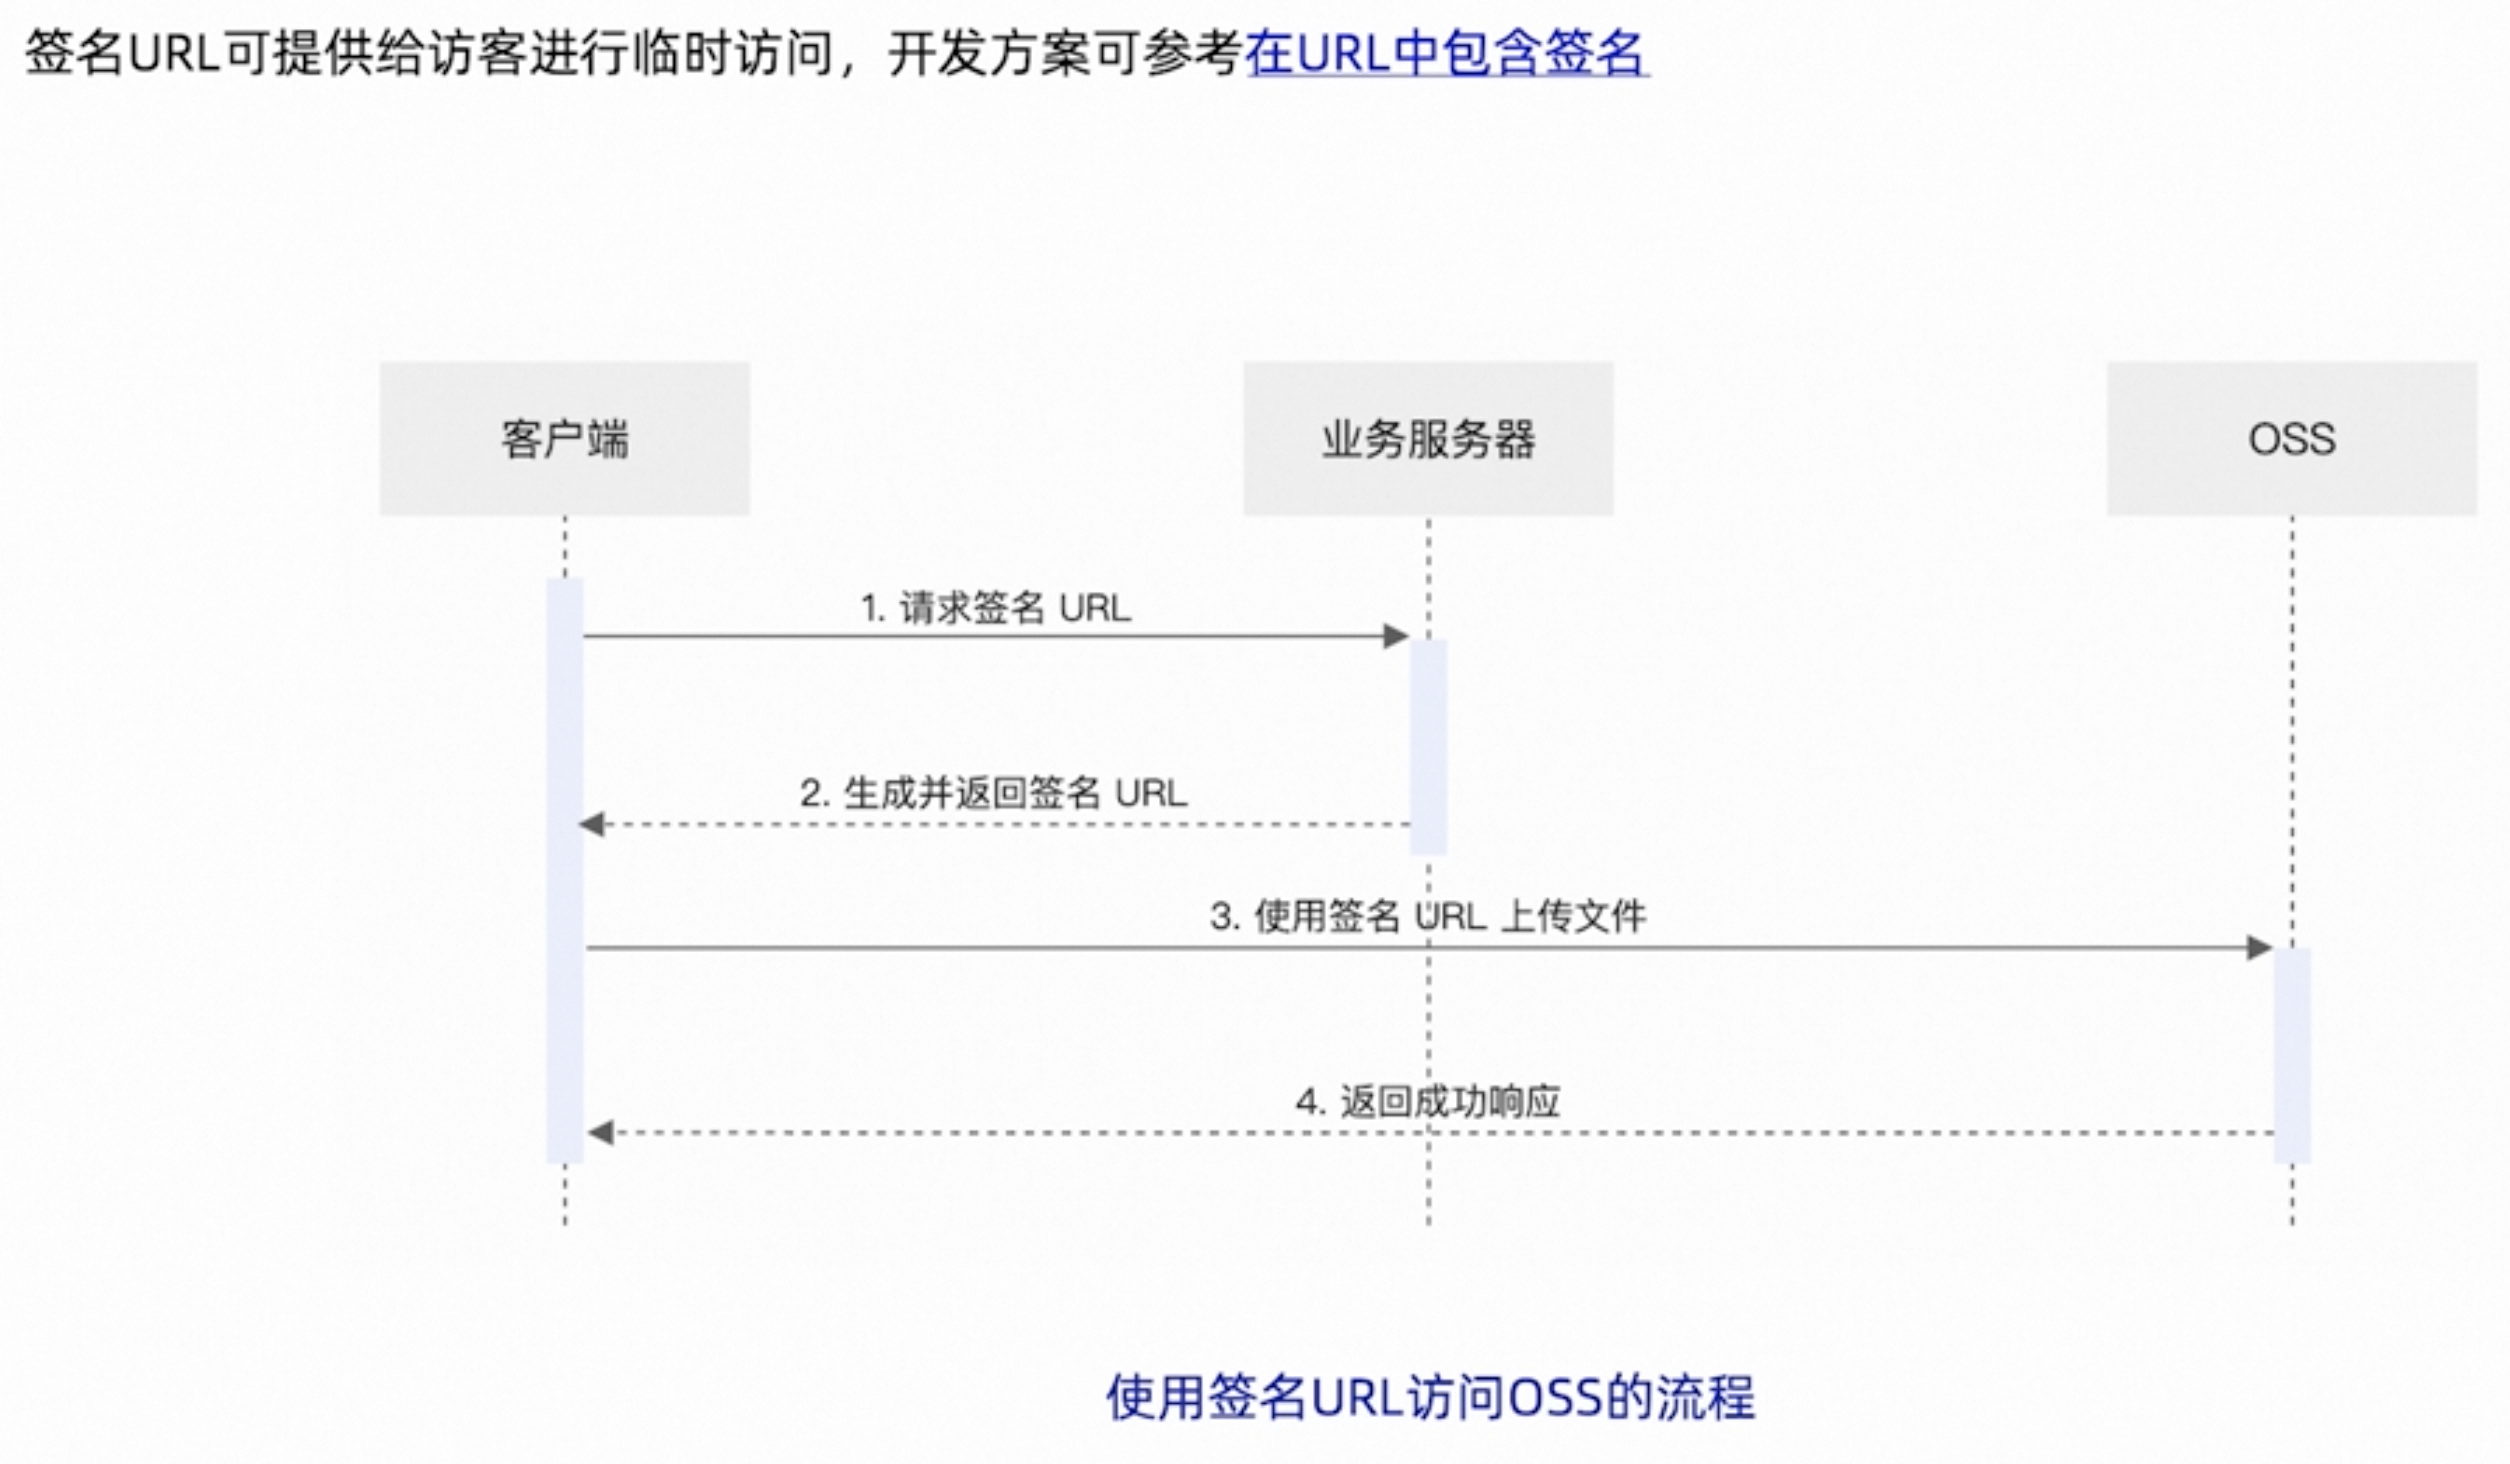 签名URL可提供给访客进行临时访问，开发方案可参考在URL中包含签名
客户端
业务服务器
OSS
1. 请求签名 URL
2. 生成并返回签名 URL
3. 使用签名 URL 上传文件
4. 返回成功响应
使用签名URL访问OSS的流程